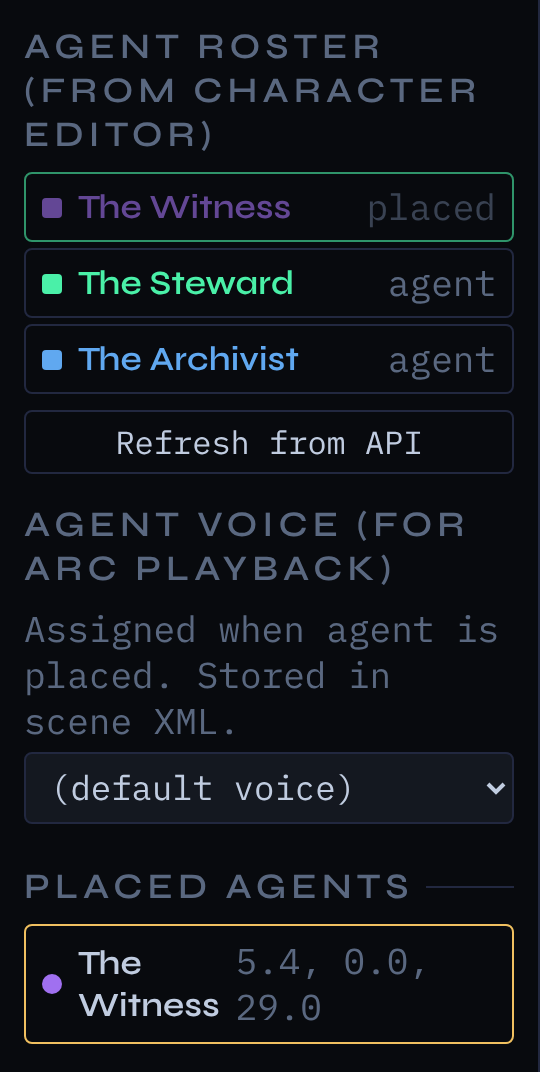 AGENT ROSTER
(FROM CHARACTER
EDITOR)
The Witness placed
The Steward agent
The Archivist agent
Refresh from API
AGENT VOICE (FOR
ARC PLAYBACK)
Assigned when agent is
placed. Stored in
scene XML.
(default voice)
PLACED AGENTS
The Witness
5.4, 0.0,
29.0